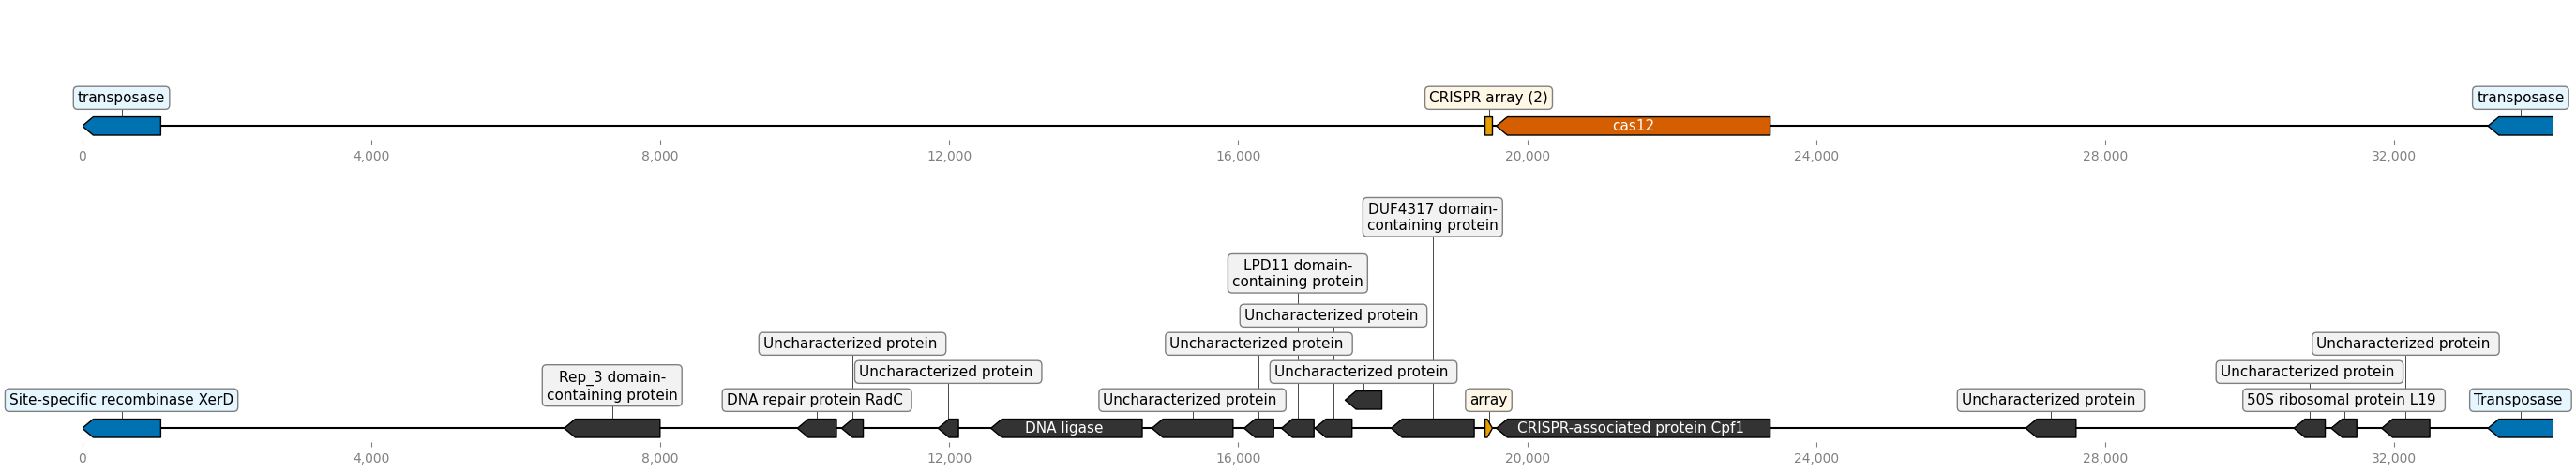 transposase
CRISPR array (2)
transposase
cas12
0
4,000
8,000
12,000
16,000
20,000
24,000
28,000
32,000
DUF4317 domain-
containing protein
LPD11 domain-
containing protein
Uncharacterized protein
Uncharacterized protein
Uncharacterized protein
Uncharacterized protein
Uncharacterized protein
Uncharacterized protein
Uncharacterized protein
Rep_3 domain-
containing protein
Site-specific recombinase XerD
DNA repair protein RadC
Uncharacterized protein
array
Uncharacterized protein
50S ribosomal protein L19
Transposase
DNA ligase
CRISPR-associated protein Cpf1
0
4,000
8,000
12,000
16,000
20,000
24,000
28,000
32,000